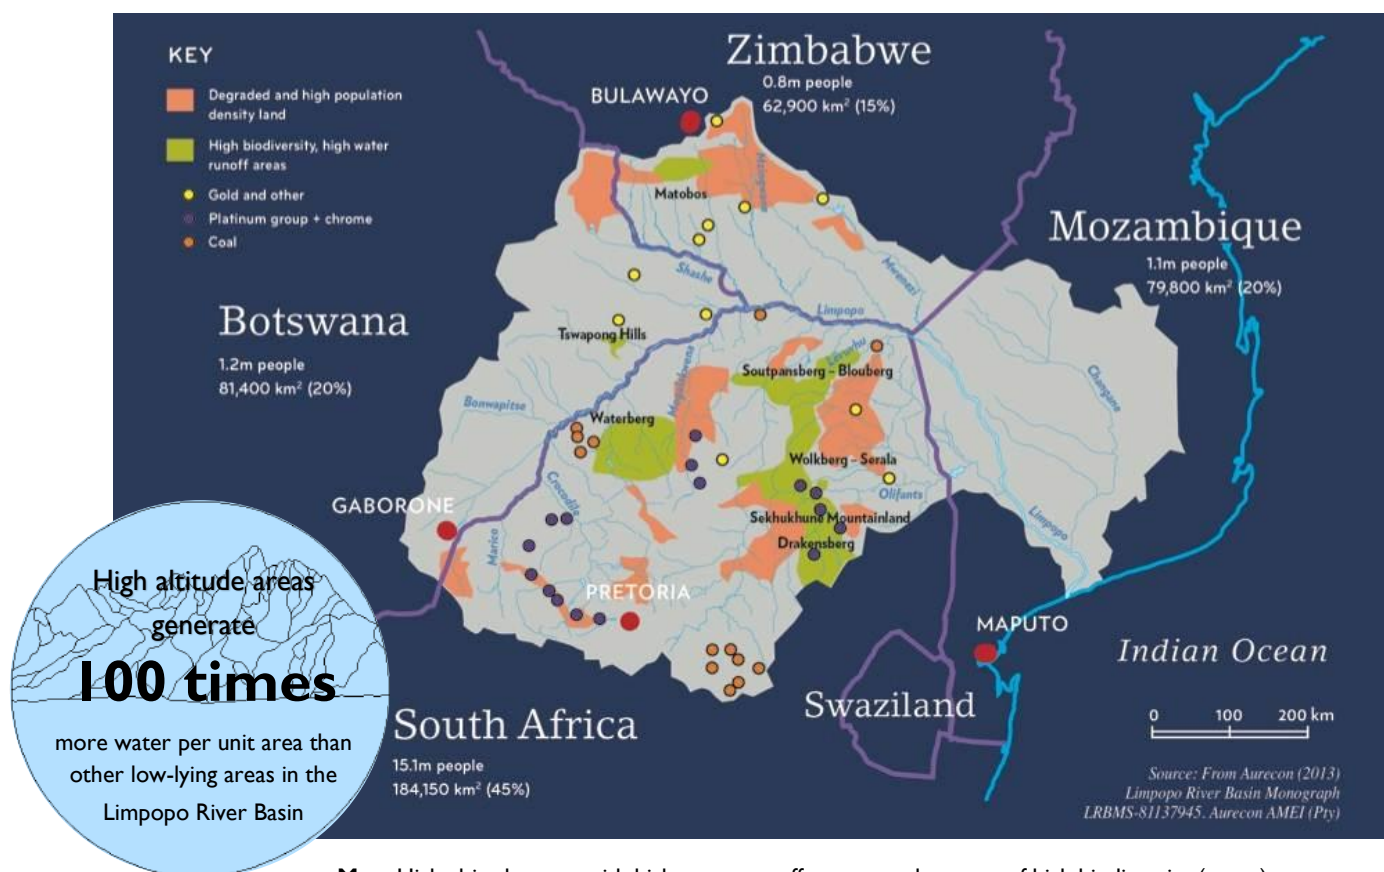 KEY
Degraded and high population
density land
High biodiversity, high water
runoff areas
Gold and other
Platinum group + chrome
Coal
Zimbabwe
0.8m people
62,900 km² (15%)
BULAWAYO
Matobos
Mzingwane
Mozambique
1.1m people
79,800 km² (20%)
Shashe
Mwenezi
Botswana
1.2m people
81,400 km² (20%)
Limpopo
Tswapong Hills
Luvuvhu
Soutpansberg – Blouberg
Mogalakwena
Changane
Bonwapitse
Waterberg
Wolkberg – Serala
Olifants
GABORONE
Crocodile
Sekhukhune Mountainland
Limpopo
Marico
Drakensberg
PRETORIA
MAPUTO
Indian Ocean
Swaziland
0 100 200 km
South Africa
15.1m people
184,150 km² (45%)
Source: From Aurecon (2013)
Limpopo River Basin Monograph
LRBMS-81137945. Aurecon AMEI (Pty)
High altitude areas
generate
100 times
more water per unit area than
other low-lying areas in the
Limpopo River Basin